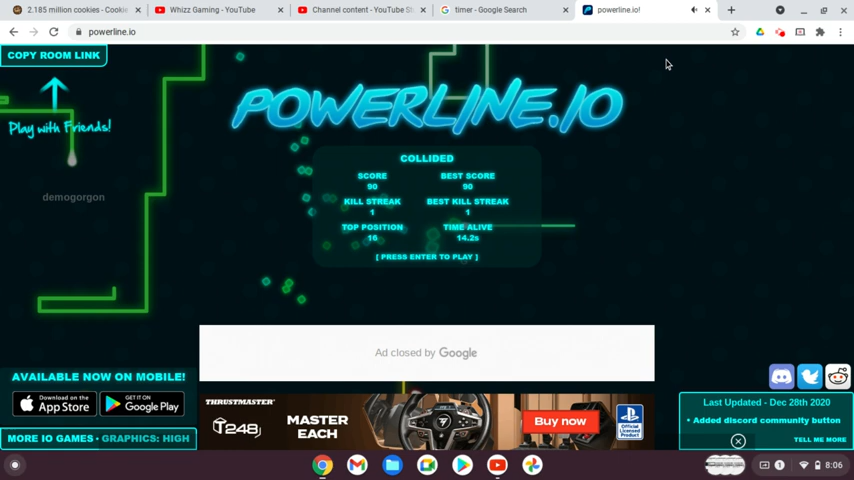 2.185 million cookies - Cookie
Whizz Gaming - YouTube
Channel content - YouTube St
timer - Google Search
powerline.io!
powerline.io
COPY ROOM LINK
Play with Friends!
demogorgon
POWERLINE.IO
COLLIDED
SCORE
90
BEST SCORE
90
KILL STREAK
1
BEST KILL STREAK
1
TOP POSITION
16
TIME ALIVE
14.2s
[ PRESS ENTER TO PLAY ]
Ad closed by Google
AVAILABLE NOW ON MOBILE!
Download on the
App Store
GET IT ON
Google Play
MORE IO GAMES · GRAPHICS: HIGH
THRUSTMASTER
T248
MASTER
EACH
Buy now
Official
Licensed
Product
Last Updated - Dec 28th 2020
• Added discord community button
TELL ME MORE
1
8:06